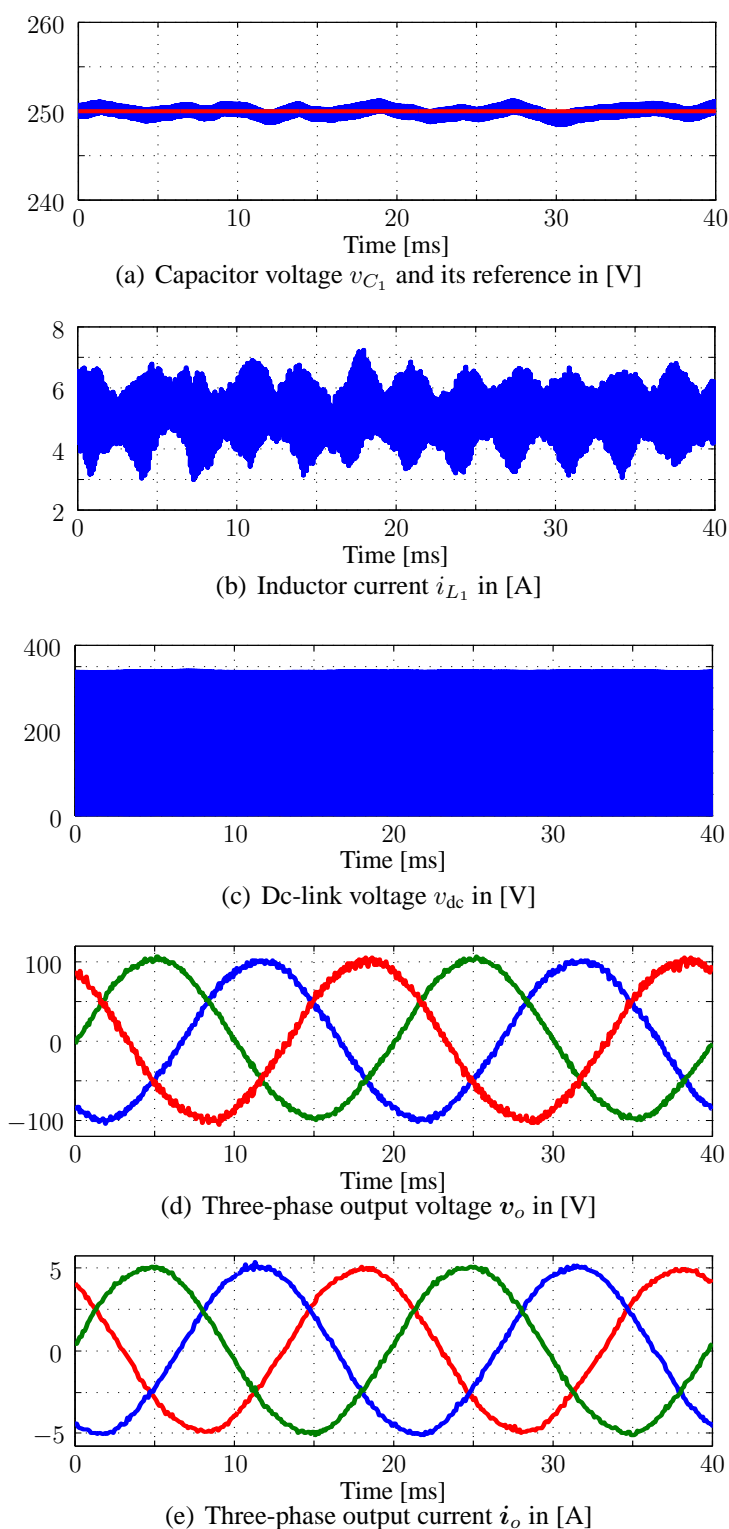 260
250
240
0 10 20 30 40
Time [ms]
(a) Capacitor voltage v_{C_1} and its reference in [V]
8
6
4
2
0 10 20 30 40
Time [ms]
(b) Inductor current i_{L_1} in [A]
400
200
0
0 10 20 30 40
Time [ms]
(c) Dc-link voltage v_{dc} in [V]
100
0
−100
0 10 20 30 40
Time [ms]
(d) Three-phase output voltage v_o in [V]
5
0
−5
0 10 20 30 40
Time [ms]
(e) Three-phase output current i_o in [A]